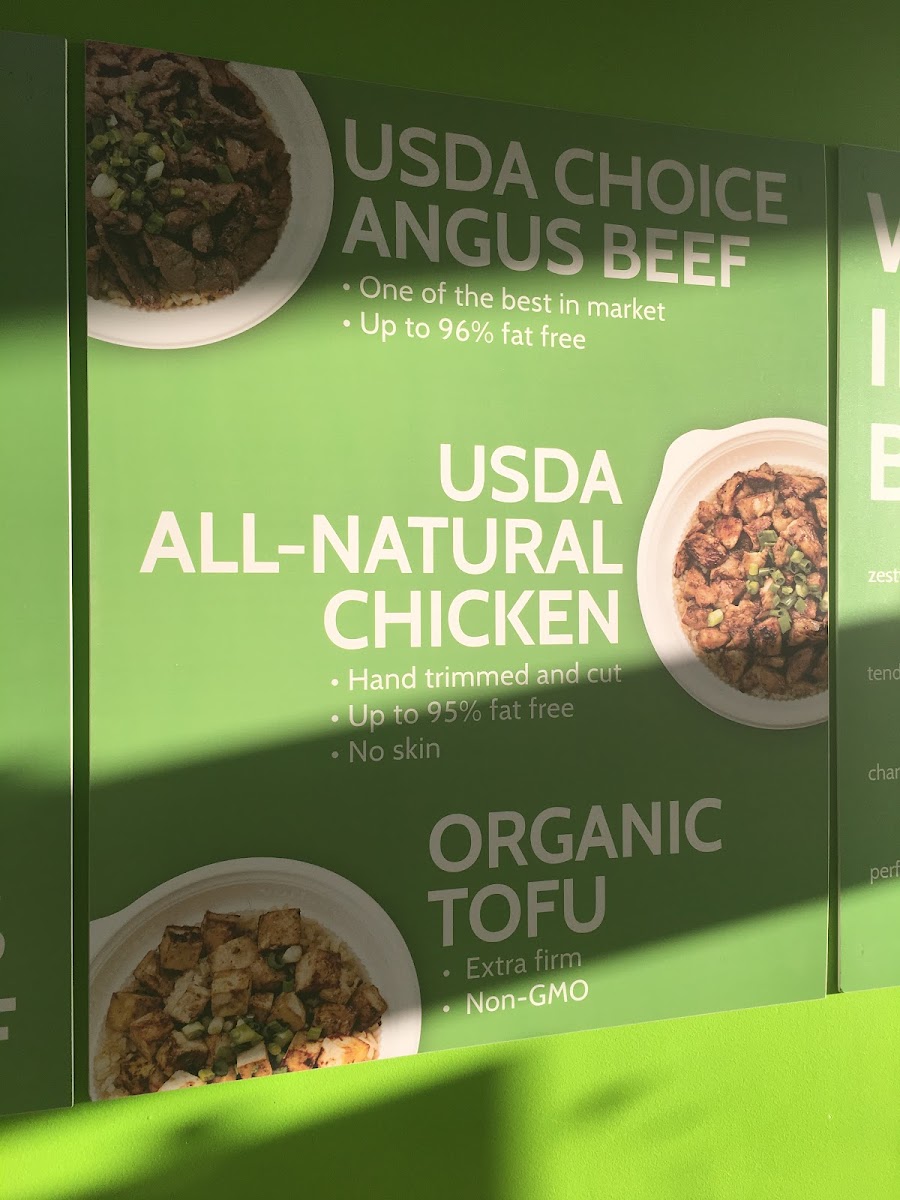 USDA CHOICE
ANGUS BEEF
• One of the best in market
• Up to 96% fat free
USDA
ALL-NATURAL
CHICKEN
• Hand trimmed and cut
• Up to 95% fat free
• No skin
ORGANIC
TOFU
• Extra firm
• Non-GMO